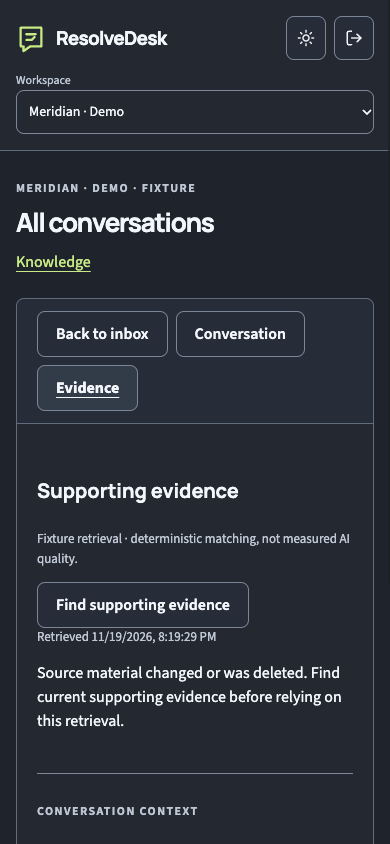 ResolveDesk
Workspace
Meridian · Demo
MERIDIAN · DEMO · FIXTURE
All conversations
Knowledge
Back to inbox
Conversation
Evidence
Supporting evidence
Fixture retrieval · deterministic matching, not measured AI
quality.
Find supporting evidence
Retrieved 11/19/2026, 8:19:29 PM
Source material changed or was deleted. Find
current supporting evidence before relying on
this retrieval.
CONVERSATION CONTEXT